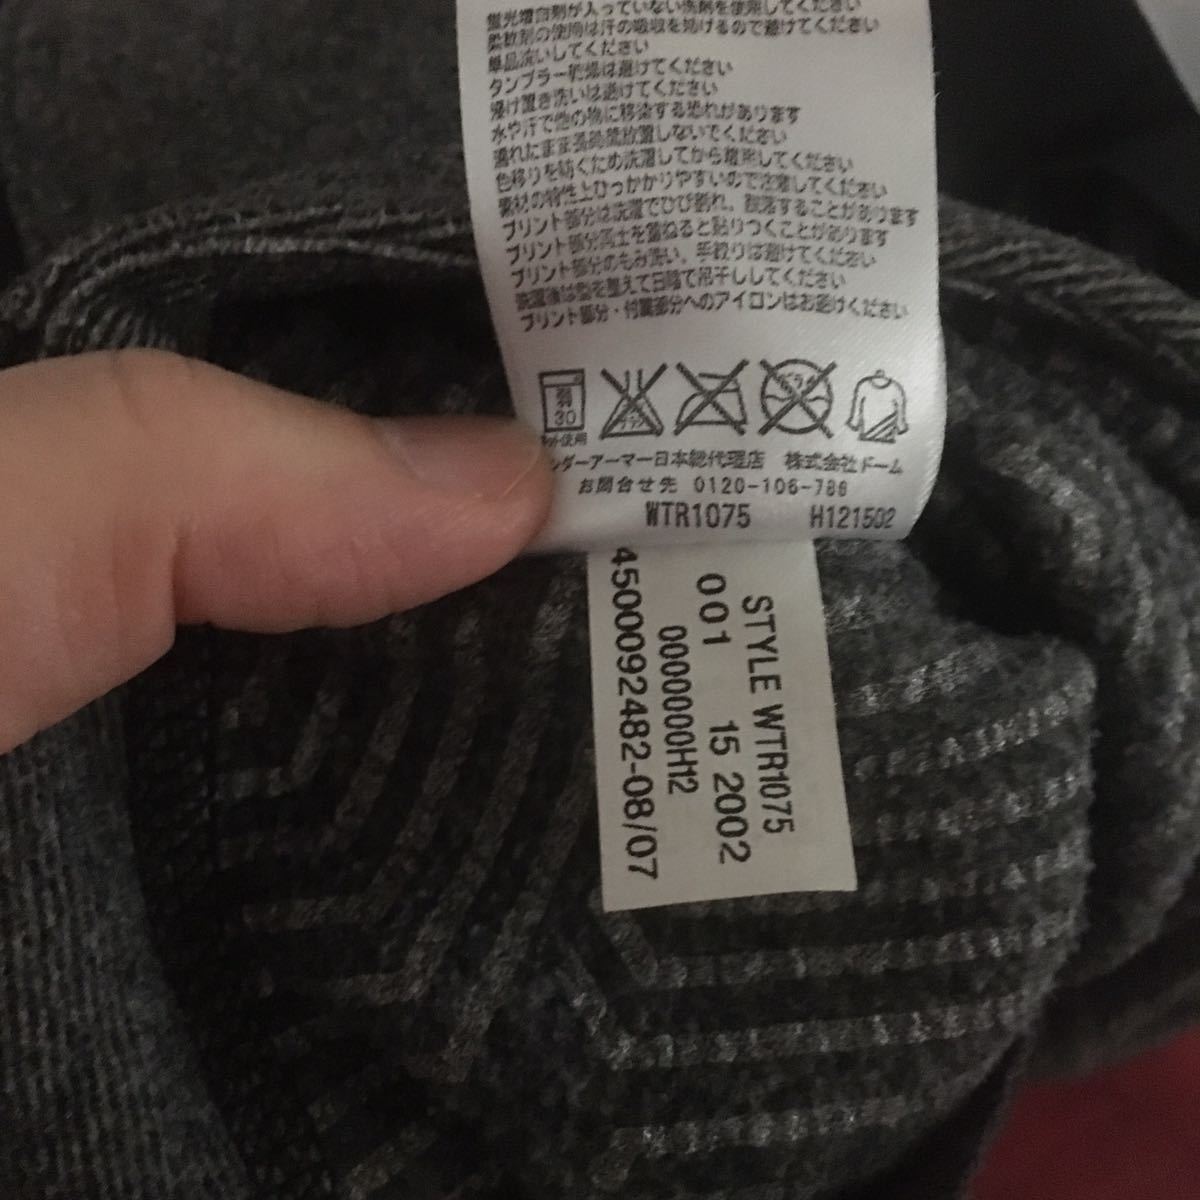 蛍光増白剤が入っていない洗剤を使用してください
柔軟剤の使用は汗の吸収を妨げるので避けてください
単品洗いしてください
タンブラー乾燥は避けてください
浸け置き洗いは避けてください
水や汗で他の物に移染する恐れがあります
濡れたまま長時間放置しないでください
色移りを防ぐため洗濯してから着用してください
素材の特性上ひっかかりやすいので注意してください
プリント部分は洗濯でひび割れ、脱落することがあります
プリント部分同士を重ねると貼りつくことがあります
プリント部分のもみ洗い、手絞りは避けてください
洗濯後は型を整えて日陰で吊干ししてください
プリント部分・付属部分へのアイロンはお避けください
弱
30
ネット使用
ンダーアーマー日本総代理店 株式会社ドーム
お問合せ先 0120-106-786
WTR1075 H121502
STYLE WTR1075
001 15 2002
0000000H12
4500092482-08/07